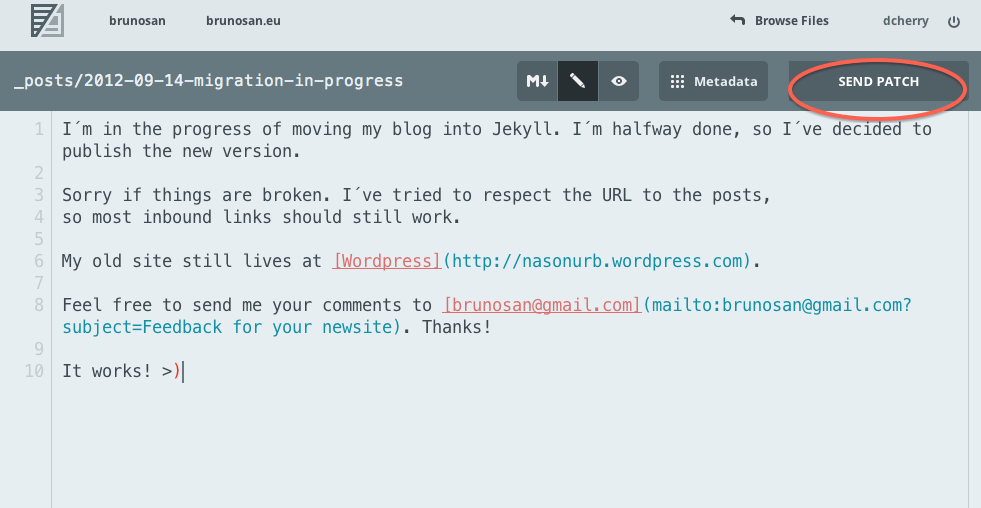 brunosan brunosan.eu Browse Files dcherry
_posts/2012-09-14-migration-in-progress M↓ Metadata SEND PATCH
1 I´m in the progress of moving my blog into Jekyll. I´m halfway done, so I´ve decided to
publish the new version.
2
3 Sorry if things are broken. I´ve tried to respect the URL to the posts,
4 so most inbound links should still work.
5
6 My old site still lives at [Wordpress](http://nasonurb.wordpress.com).
7
8 Feel free to send me your comments to [brunosan@gmail.com](mailto:brunosan@gmail.com?
subject=Feedback for your newsite). Thanks!
9
10 It works! >)